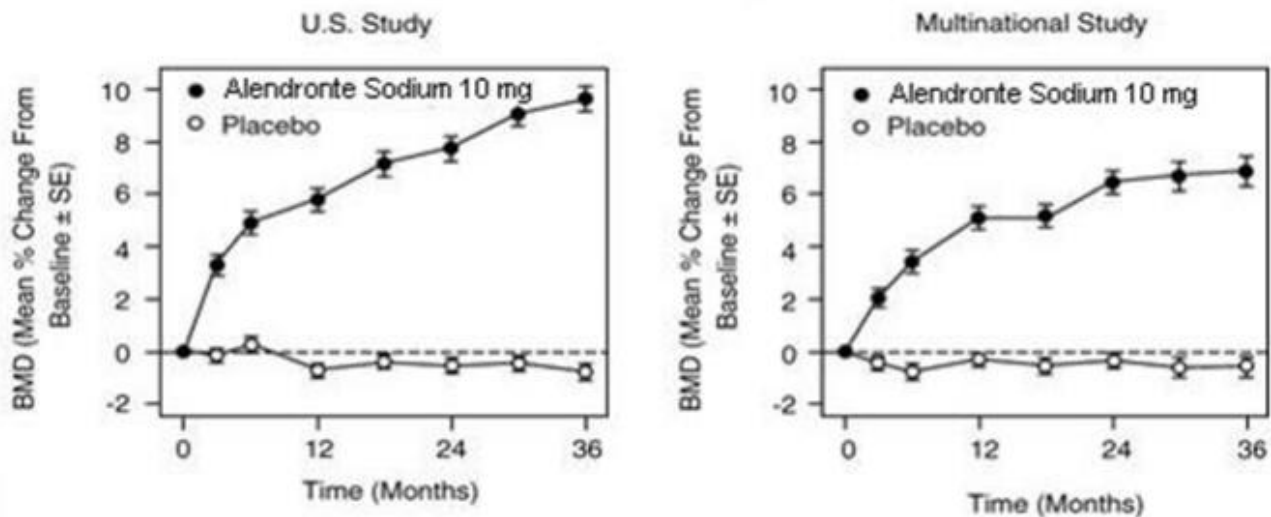 U.S. Study
BMD (Mean % Change From
Baseline ± SE)
10
8
6
4
2
0
-2
Alendronte Sodium 10 mg
Placebo
0
12
24
36
Time (Months)
Multinational Study
BMD (Mean % Change From
Baseline ± SE)
10
8
6
4
2
0
-2
Alendronte Sodium 10 mg
Placebo
0
12
24
36
Time (Months)